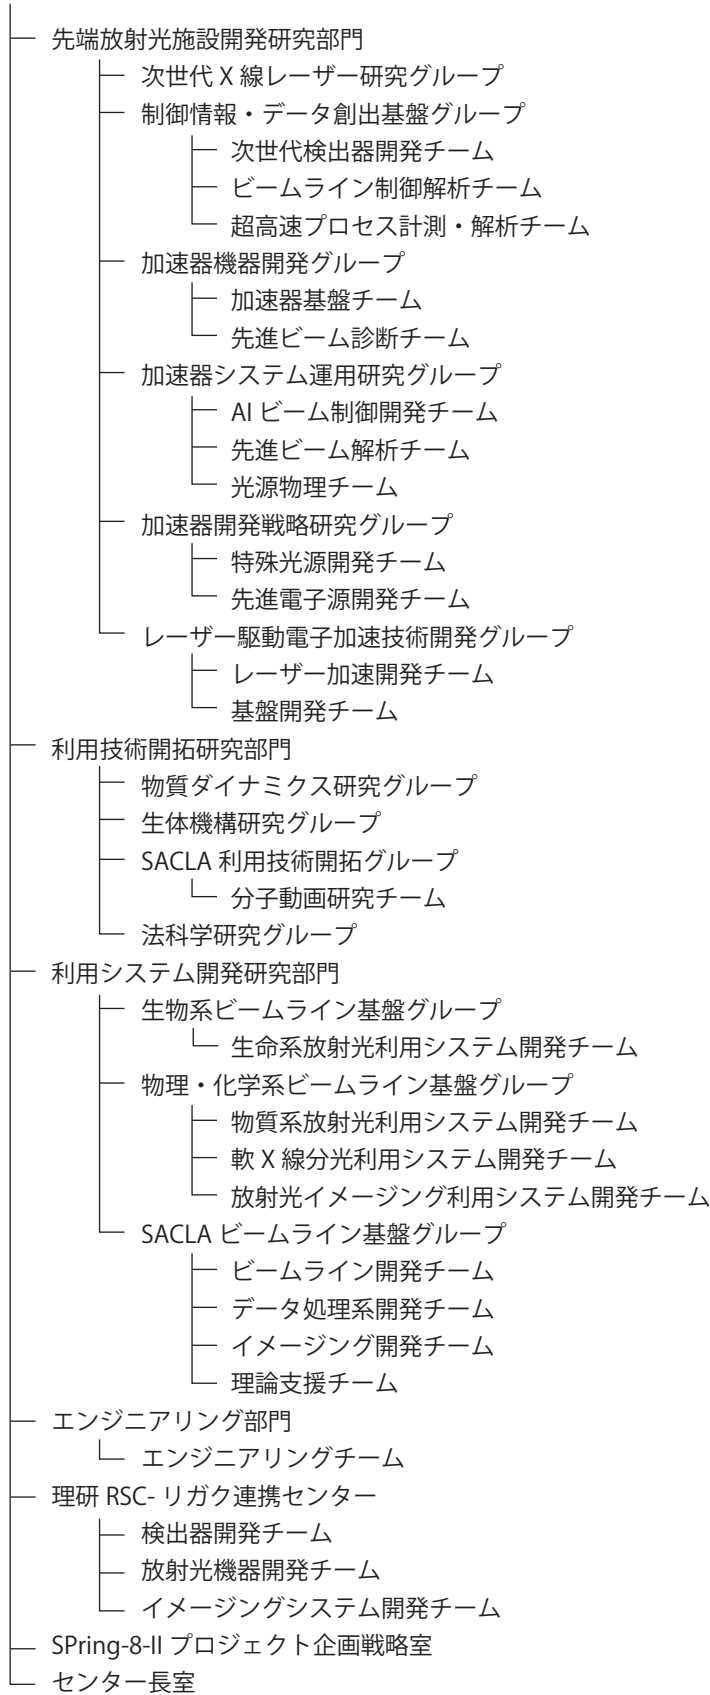 先端放射光施設開発研究部門
次世代 X 線レーザー研究グループ
制御情報・データ創出基盤グループ
次世代検出器開発チーム
ビームライン制御解析チーム
超高速プロセス計測・解析チーム
加速器機器開発グループ
加速器基盤チーム
先進ビーム診断チーム
加速器システム運用研究グループ
AI ビーム制御開発チーム
先進ビーム解析チーム
光源物理チーム
加速器開発戦略研究グループ
特殊光源開発チーム
先進電子源開発チーム
レーザー駆動電子加速技術開発グループ
レーザー加速開発チーム
基盤開発チーム
利用技術開拓研究部門
物質ダイナミクス研究グループ
生体機構研究グループ
SACLA 利用技術開拓グループ
分子動画研究チーム
法科学研究グループ
利用システム開発研究部門
生物系ビームライン基盤グループ
生命系放射光利用システム開発チーム
物理・化学系ビームライン基盤グループ
物質系放射光利用システム開発チーム
軟 X 線分光利用システム開発チーム
放射光イメージング利用システム開発チーム
SACLA ビームライン基盤グループ
ビームライン開発チーム
データ処理系開発チーム
イメージング開発チーム
理論支援チーム
エンジニアリング部門
エンジニアリングチーム
理研 RSC- リガク連携センター
検出器開発チーム
放射光機器開発チーム
イメージングシステム開発チーム
SPring-8-II プロジェクト企画戦略室
センター長室